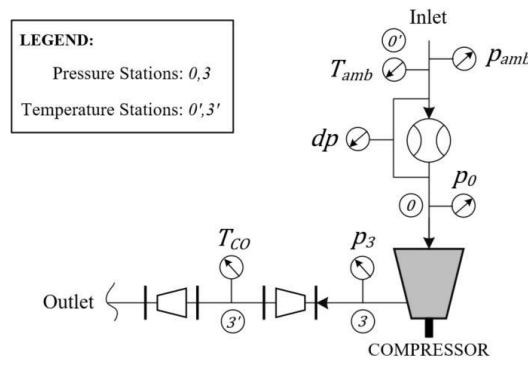 Inlet
LEGEND:
Pressure Stations: 0,3
Temperature Stations: 0',3'
0'
Tamb
pamb
dp
p0
0
TCO
p3
Outlet
3'
3
COMPRESSOR